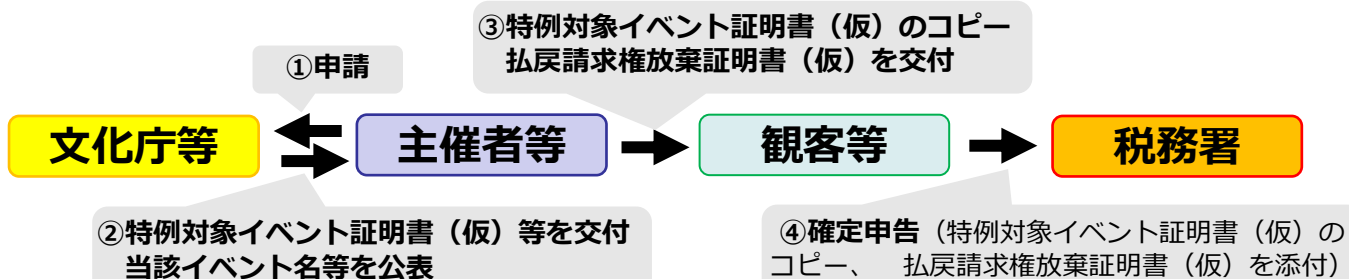 ③特例対象イベント証明書（仮）のコピー
払戻請求権放棄証明書（仮）を交付
①申請
文化庁等
主催者等
観客等
税務署
②特例対象イベント証明書（仮）等を交付
当該イベント名等を公表
④確定申告（特例対象イベント証明書（仮）の
コピー、 払戻請求権放棄証明書（仮）を添付）